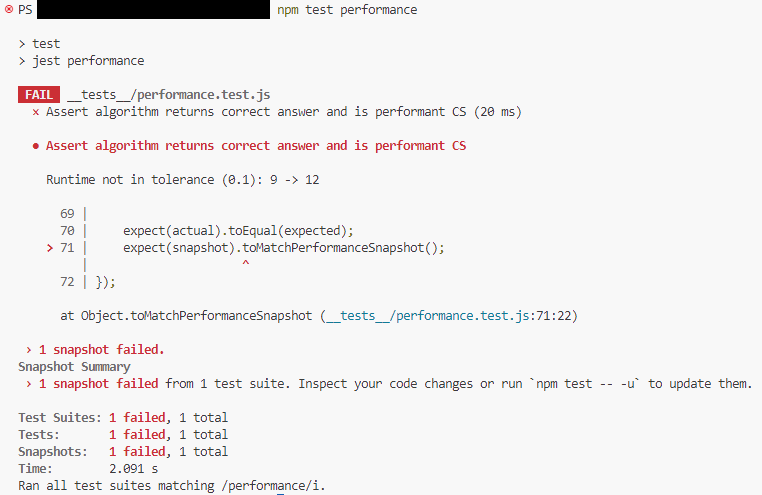 PS npm test performance
> test
> jest performance
FAIL __tests__/performance.test.js
× Assert algorithm returns correct answer and is performant CS (20 ms)
● Assert algorithm returns correct answer and is performant CS
Runtime not in tolerance (0.1): 9 -> 12
69 |
70 |     expect(actual).toEqual(expected);
> 71 |     expect(snapshot).toMatchPerformanceSnapshot();
|                      ^
72 | });
at Object.toMatchPerformanceSnapshot (__tests__/performance.test.js:71:22)
› 1 snapshot failed.
Snapshot Summary
› 1 snapshot failed from 1 test suite. Inspect your code changes or run `npm test -- -u` to update them.
Test Suites: 1 failed, 1 total
Tests:       1 failed, 1 total
Snapshots:   1 failed, 1 total
Time:        2.091 s
Ran all test suites matching /performance/i.